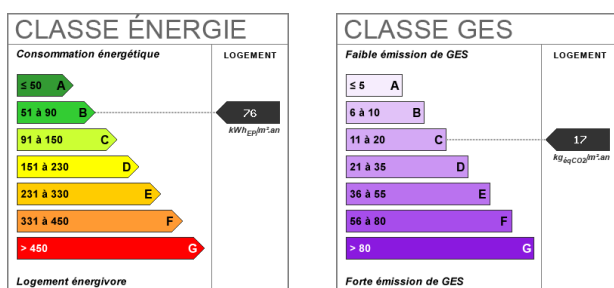 CLASSE ÉNERGIE
Consommation énergétique
LOGEMENT
≤ 50 A
51 à 90 B
76
kWhEP/m².an
91 à 150 C
151 à 230 D
231 à 330 E
331 à 450 F
> 450 G
Logement énergivore
CLASSE GES
Faible émission de GES
LOGEMENT
≤ 5 A
6 à 10 B
11 à 20 C
17
kgéqCO2/m².an
21 à 35 D
36 à 55 E
56 à 80 F
> 80 G
Forte émission de GES